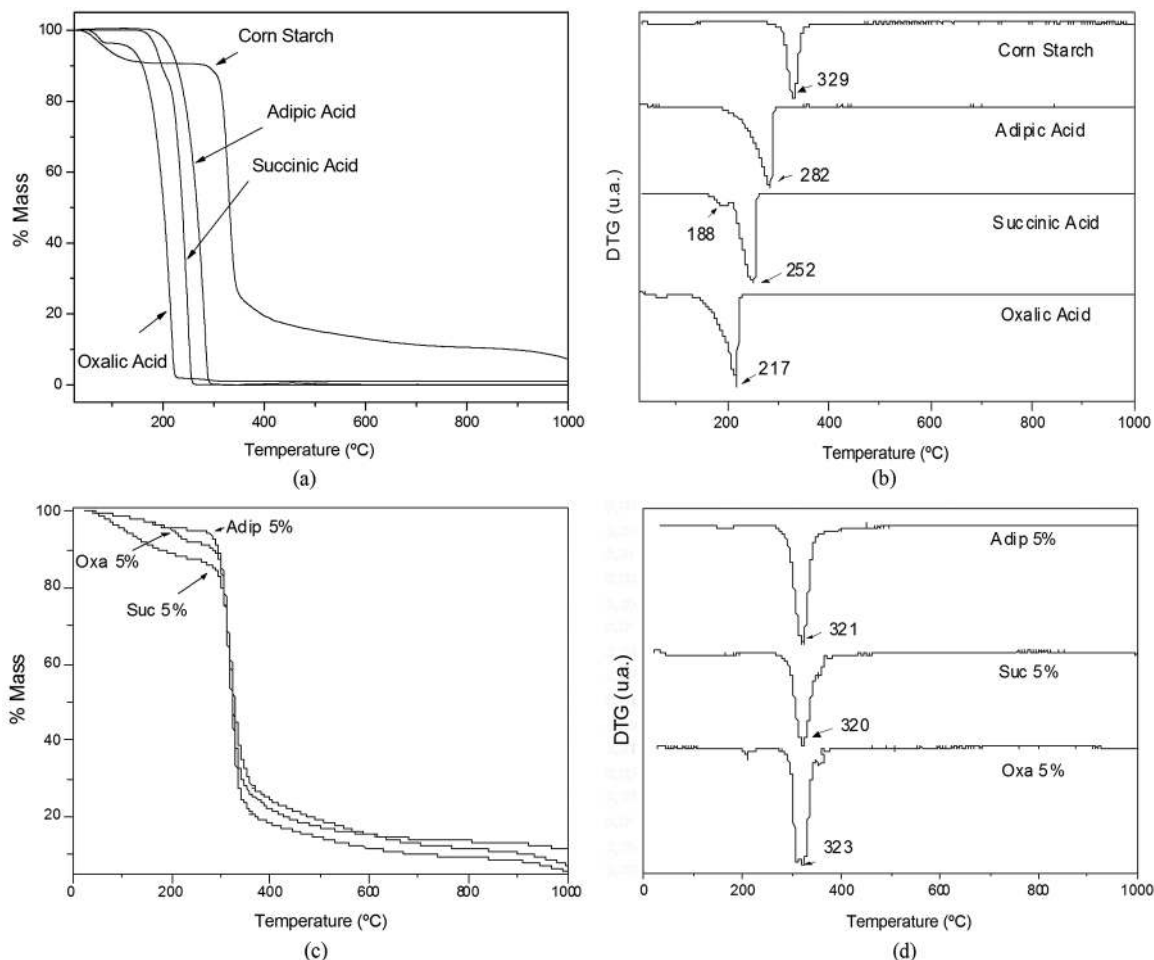 100
80
60
40
20
0
% Mass
Corn Starch
Adipic Acid
Succinic Acid
Oxalic Acid
200
400
600
800
1000
Temperature (ºC)
(a)
DTG (u.a.)
Corn Starch
329
Adipic Acid
282
Succinic Acid
188
252
Oxalic Acid
217
200
400
600
800
1000
Temperature (ºC)
(b)
100
80
60
40
20
% Mass
Adip 5%
Oxa 5%
Suc 5%
0
200
400
600
800
1000
Temperature (ºC)
(c)
DTG (u.a.)
Adip 5%
321
Suc 5%
320
Oxa 5%
323
0
200
400
600
800
1000
Temperature (ºC)
(d)